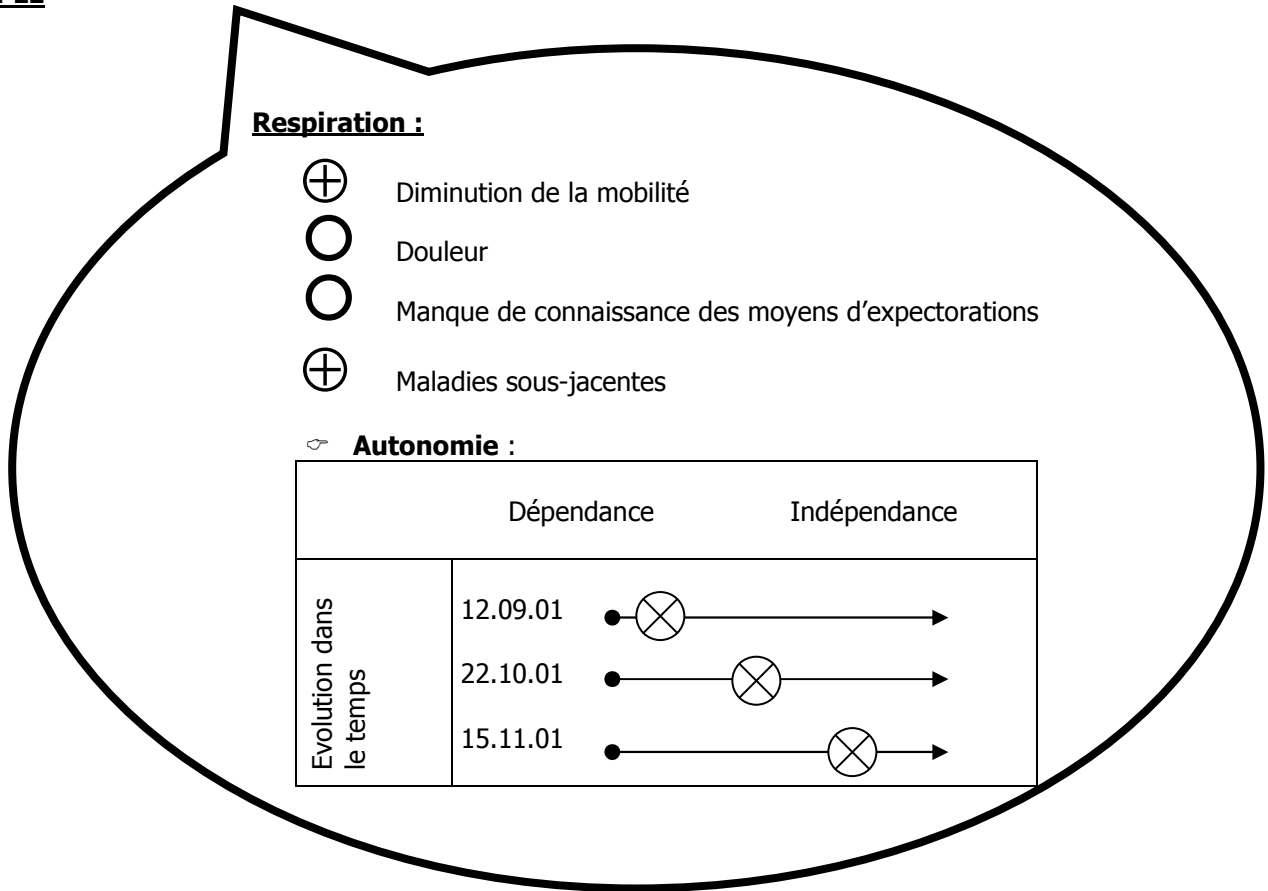 Respiration :
Diminution de la mobilité
Douleur
Manque de connaissance des moyens d’expectorations
Maladies sous-jacentes
☞ Autonomie :
Dépendance Indépendance
Evolution dans
le temps
12.09.01
22.10.01
15.11.01